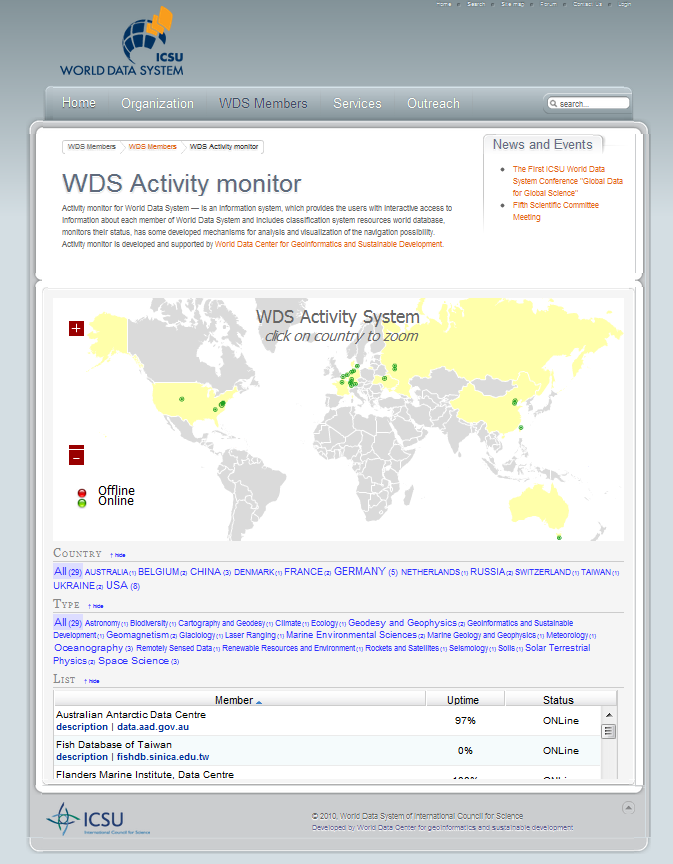 Home Search Site map Forum Contact Us Login
ICSU
WORLD DATA SYSTEM
Home Organization WDS Members Services Outreach search...
WDS Members WDS Members WDS Activity monitor
WDS Activity monitor
Activity monitor for World Data System — is an information system, which provides the users with interactive access to
information about each member of World Data System and includes classification system resources world database,
monitors their status, has some developed mechanisms for analysis and visualization of the navigation possibility.
Activity monitor is developed and supported by World Data Center for Geoinformatics and Sustainable Development.
News and Events
The First ICSU World Data
System Conference "Global Data
for Global Science"
Fifth Scientific Committee
Meeting
WDS Activity System
click on country to zoom
+
−
Offline
Online
COUNTRY ↑ hide
All (29) AUSTRALIA (1) BELGIUM (2) CHINA (3) DENMARK (1) FRANCE (2) GERMANY (5) NETHERLANDS (1) RUSSIA (2) SWITZERLAND (1) TAIWAN (1)
UKRAINE (2) USA (8)
TYPE ↑ hide
All (29) Astronomy (1) Biodiversity (1) Cartography and Geodesy (1) Climate (1) Ecology (1) Geodesy and Geophysics (2) Geoinformatics and Sustainable
Development (1) Geomagnetism (2) Glaciology (1) Laser Ranging (1) Marine Environmental Sciences (2) Marine Geology and Geophysics (1) Meteorology (1)
Oceanography (3) Remotely Sensed Data (1) Renewable Resources and Environment (1) Rockets and Satellites (1) Seismology (1) Soils (1) Solar Terrestrial
Physics (2) Space Science (3)
LIST ↑ hide
Member Uptime Status
Australian Antarctic Data Centre
description | data.aad.gov.au 97% ONLine
Fish Database of Taiwan
description | fishdb.sinica.edu.tw 0% ONLine
Flanders Marine Institute, Data Centre
ICSU
International Council for Science
© 2010, World Data System of International Council for Science
Developed by World Data Center for geoinformatics and sustainable development